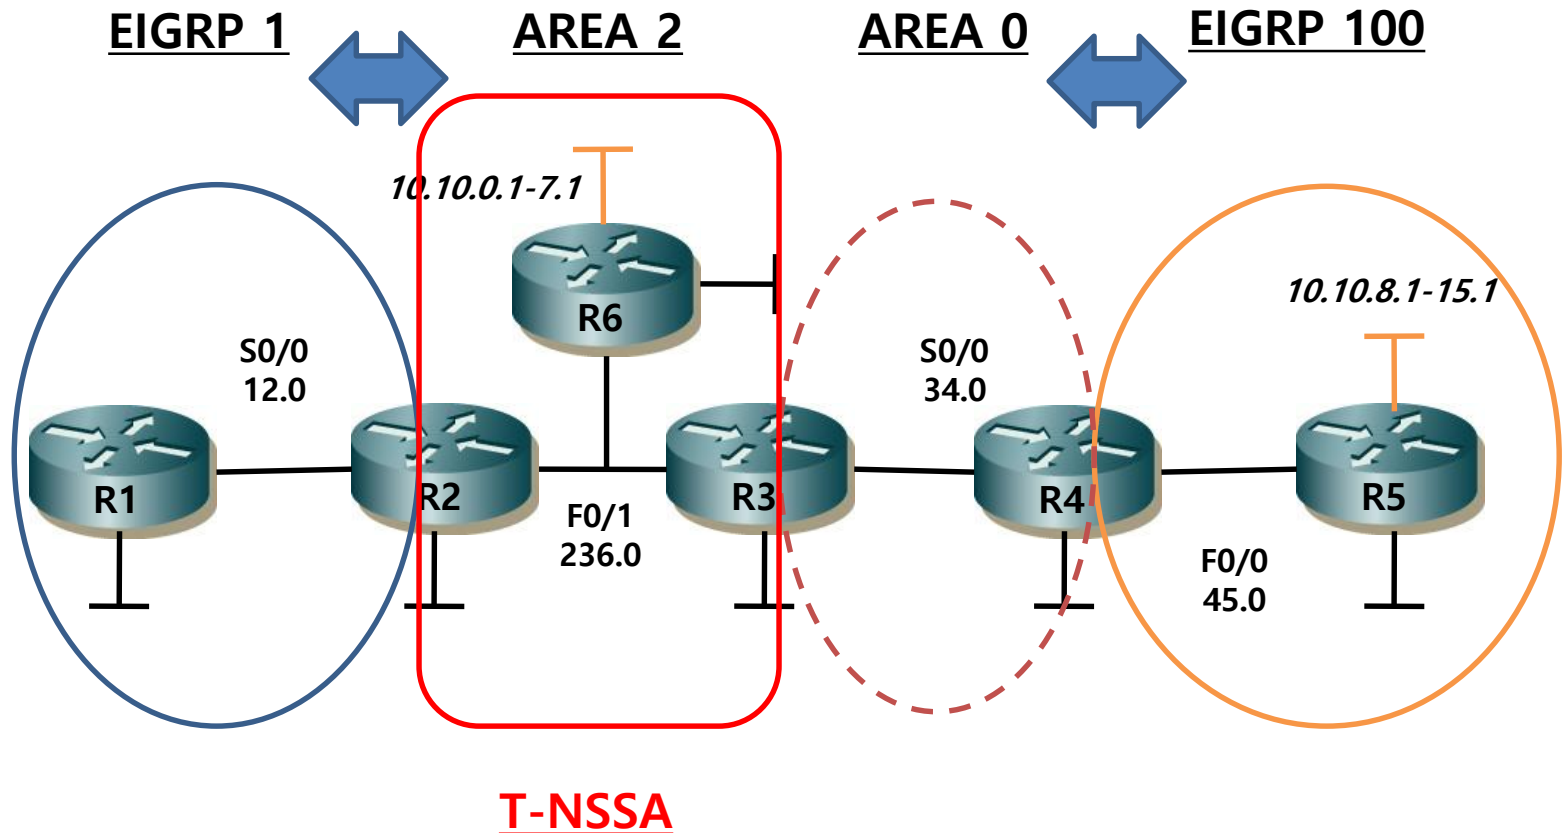 EIGRP 1
AREA 2
AREA 0
EIGRP 100
10.10.0.1-7.1
R6
10.10.8.1-15.1
S0/0
12.0
S0/0
34.0
R1
R2
R3
R4
R5
F0/1
236.0
F0/0
45.0
T-NSSA